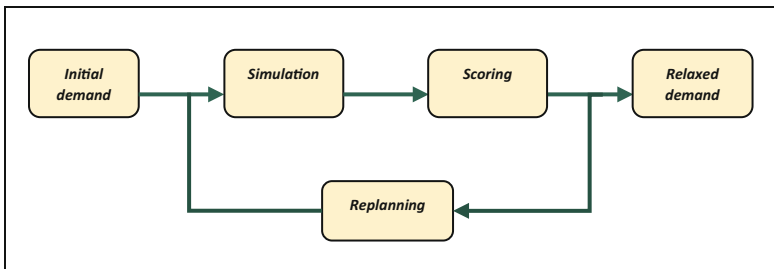 Initial
demand
Simulation
Scoring
Relaxed
demand
Replanning